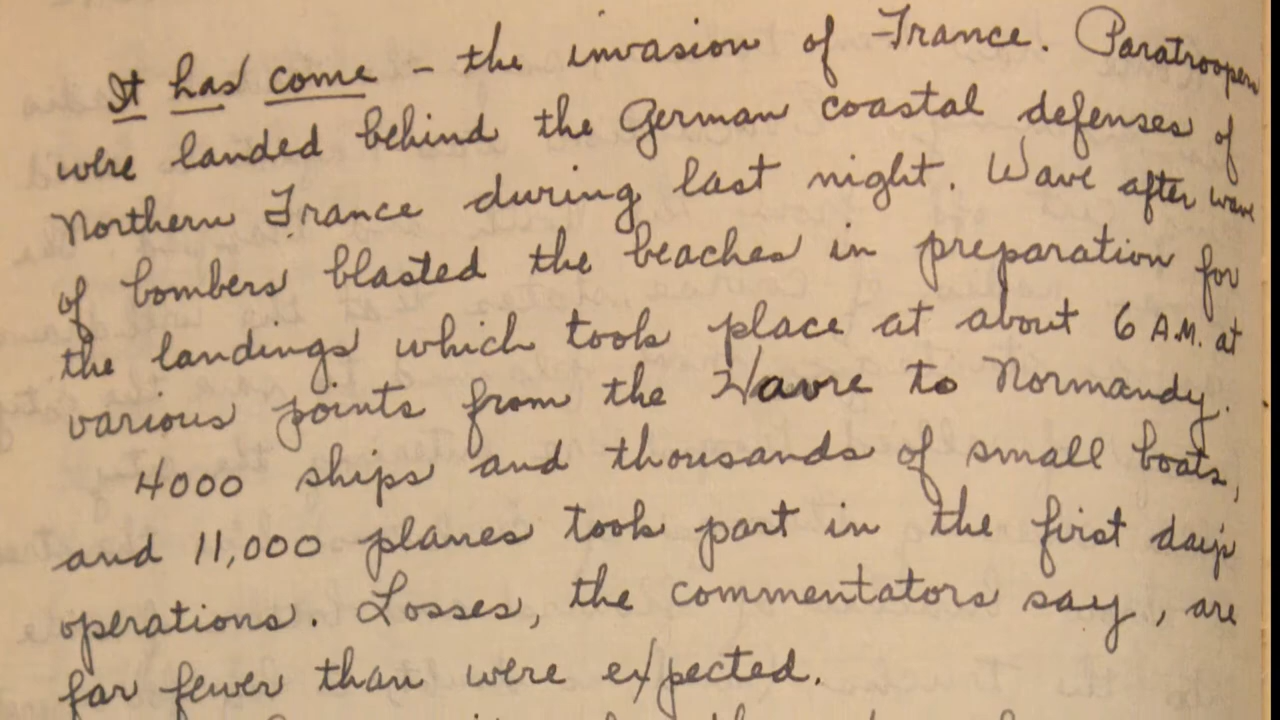 It has come – the invasion of France. Paratroopers
were landed behind the German coastal defenses of
Northern France during last night. Wave after wave
of bombers blasted the beaches in preparation for
the landings which took place at about 6 A.M. at
various points from the Havre to Normandy.
4000 ships and thousands of small boats,
and 11,000 planes took part in the first day's
operations. Losses, the commentators say, are
far fewer than were expected.